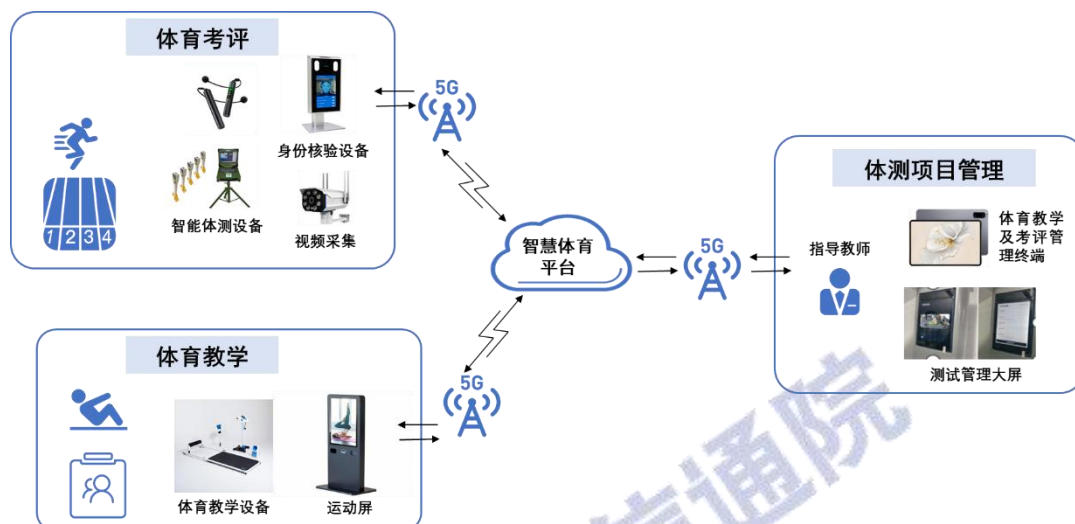 体育考评
5G
身份核验设备
智能体测设备
视频采集
1 2 3 4
智慧体育
平台
5G
体测项目管理
指导教师
体育教学
及考评管
理终端
测试管理大屏
体育教学
5G
体育教学设备
运动屏
信通院